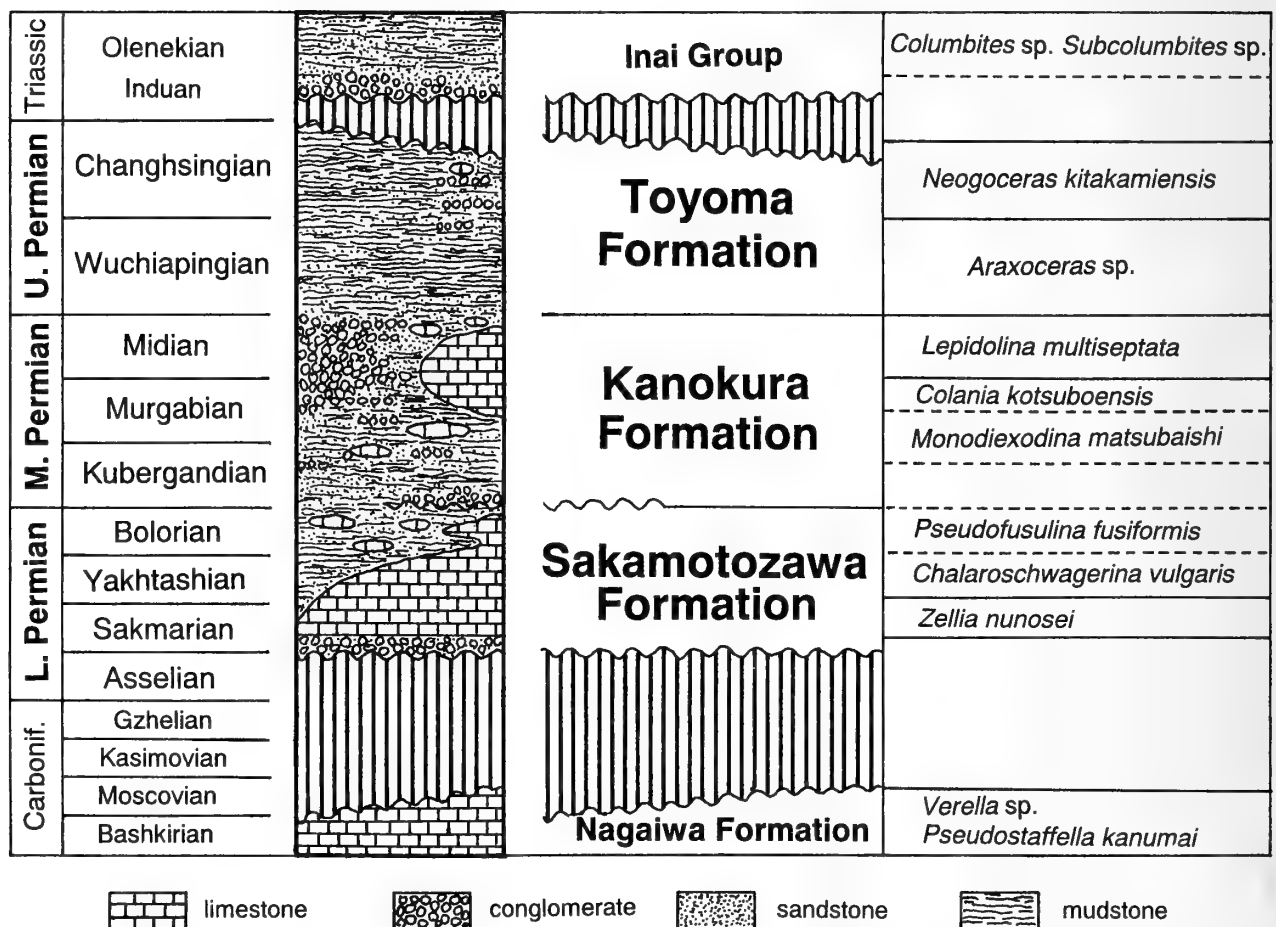 Triassic
Olenekian
Induan
U. Permian
Changhsingian
Wuchiapingian
M. Permian
Midian
Murgabian
Kubergandian
L. Permian
Bolorian
Yakhtashian
Sakmarian
Asselian
Carbonif.
Gzhelian
Kasimovian
Moscovian
Bashkirian
Inai Group
Toyoma
Formation
Kanokura
Formation
Sakamotozawa
Formation
Nagaiwa Formation
Columbites sp. Subcolumbites sp.
Neogoceras kitakamiensis
Araxoceras sp.
Lepidolina multiseptata
Colania kotsuboensis
Monodiexodina matsubaishi
Pseudofusulina fusiformis
Chalaroschwagerina vulgaris
Zellia nunosei
Verella sp.
Pseudostaffella kanumai
limestone
conglomerate
sandstone
mudstone